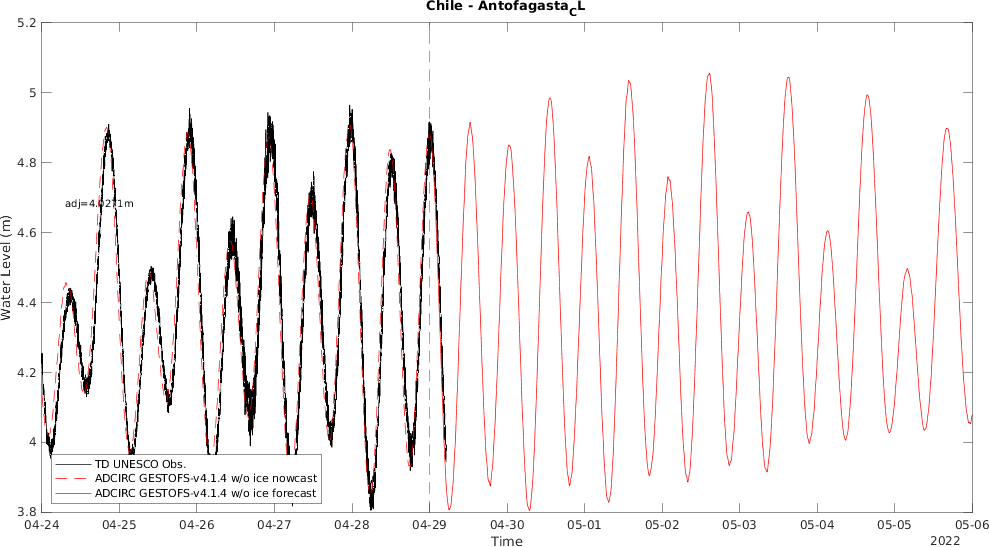 Chile - Antofagasta_CL
5.2
5
4.8
4.6
4.4
4.2
4
3.8
Water Level (m)
adj=4.0271m
TD UNESCO Obs.
ADCIRC GESTOFS-v4.1.4 w/o ice nowcast
ADCIRC GESTOFS-v4.1.4 w/o ice forecast
04-24 04-25 04-26 04-27 04-28 04-29 04-30 05-01 05-02 05-03 05-04 05-05 05-06
Time
2022